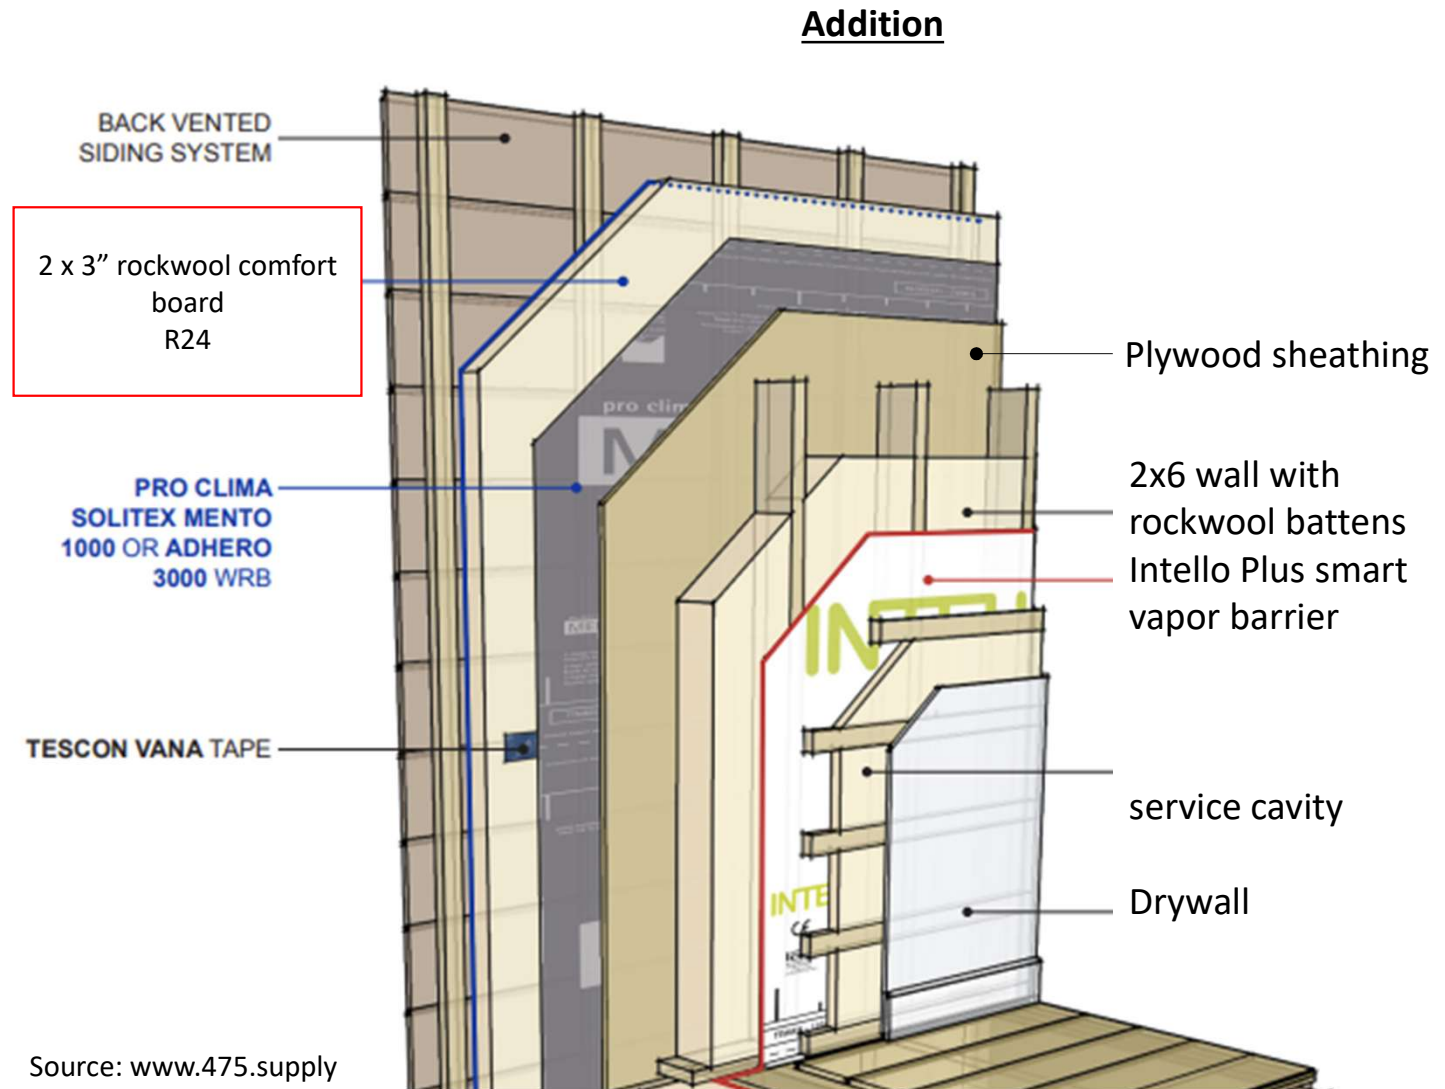 Addition
BACK VENTED
SIDING SYSTEM
2 x 3” rockwool comfort
board
R24
PRO CLIMA
SOLITEX MENTO
1000 OR ADHERO
3000 WRB
TESCON VANA TAPE
Plywood sheathing
2x6 wall with
rockwool battens
Intello Plus smart
vapor barrier
service cavity
Drywall
pro clim
M
INTE
CE
Source: www.475.supply